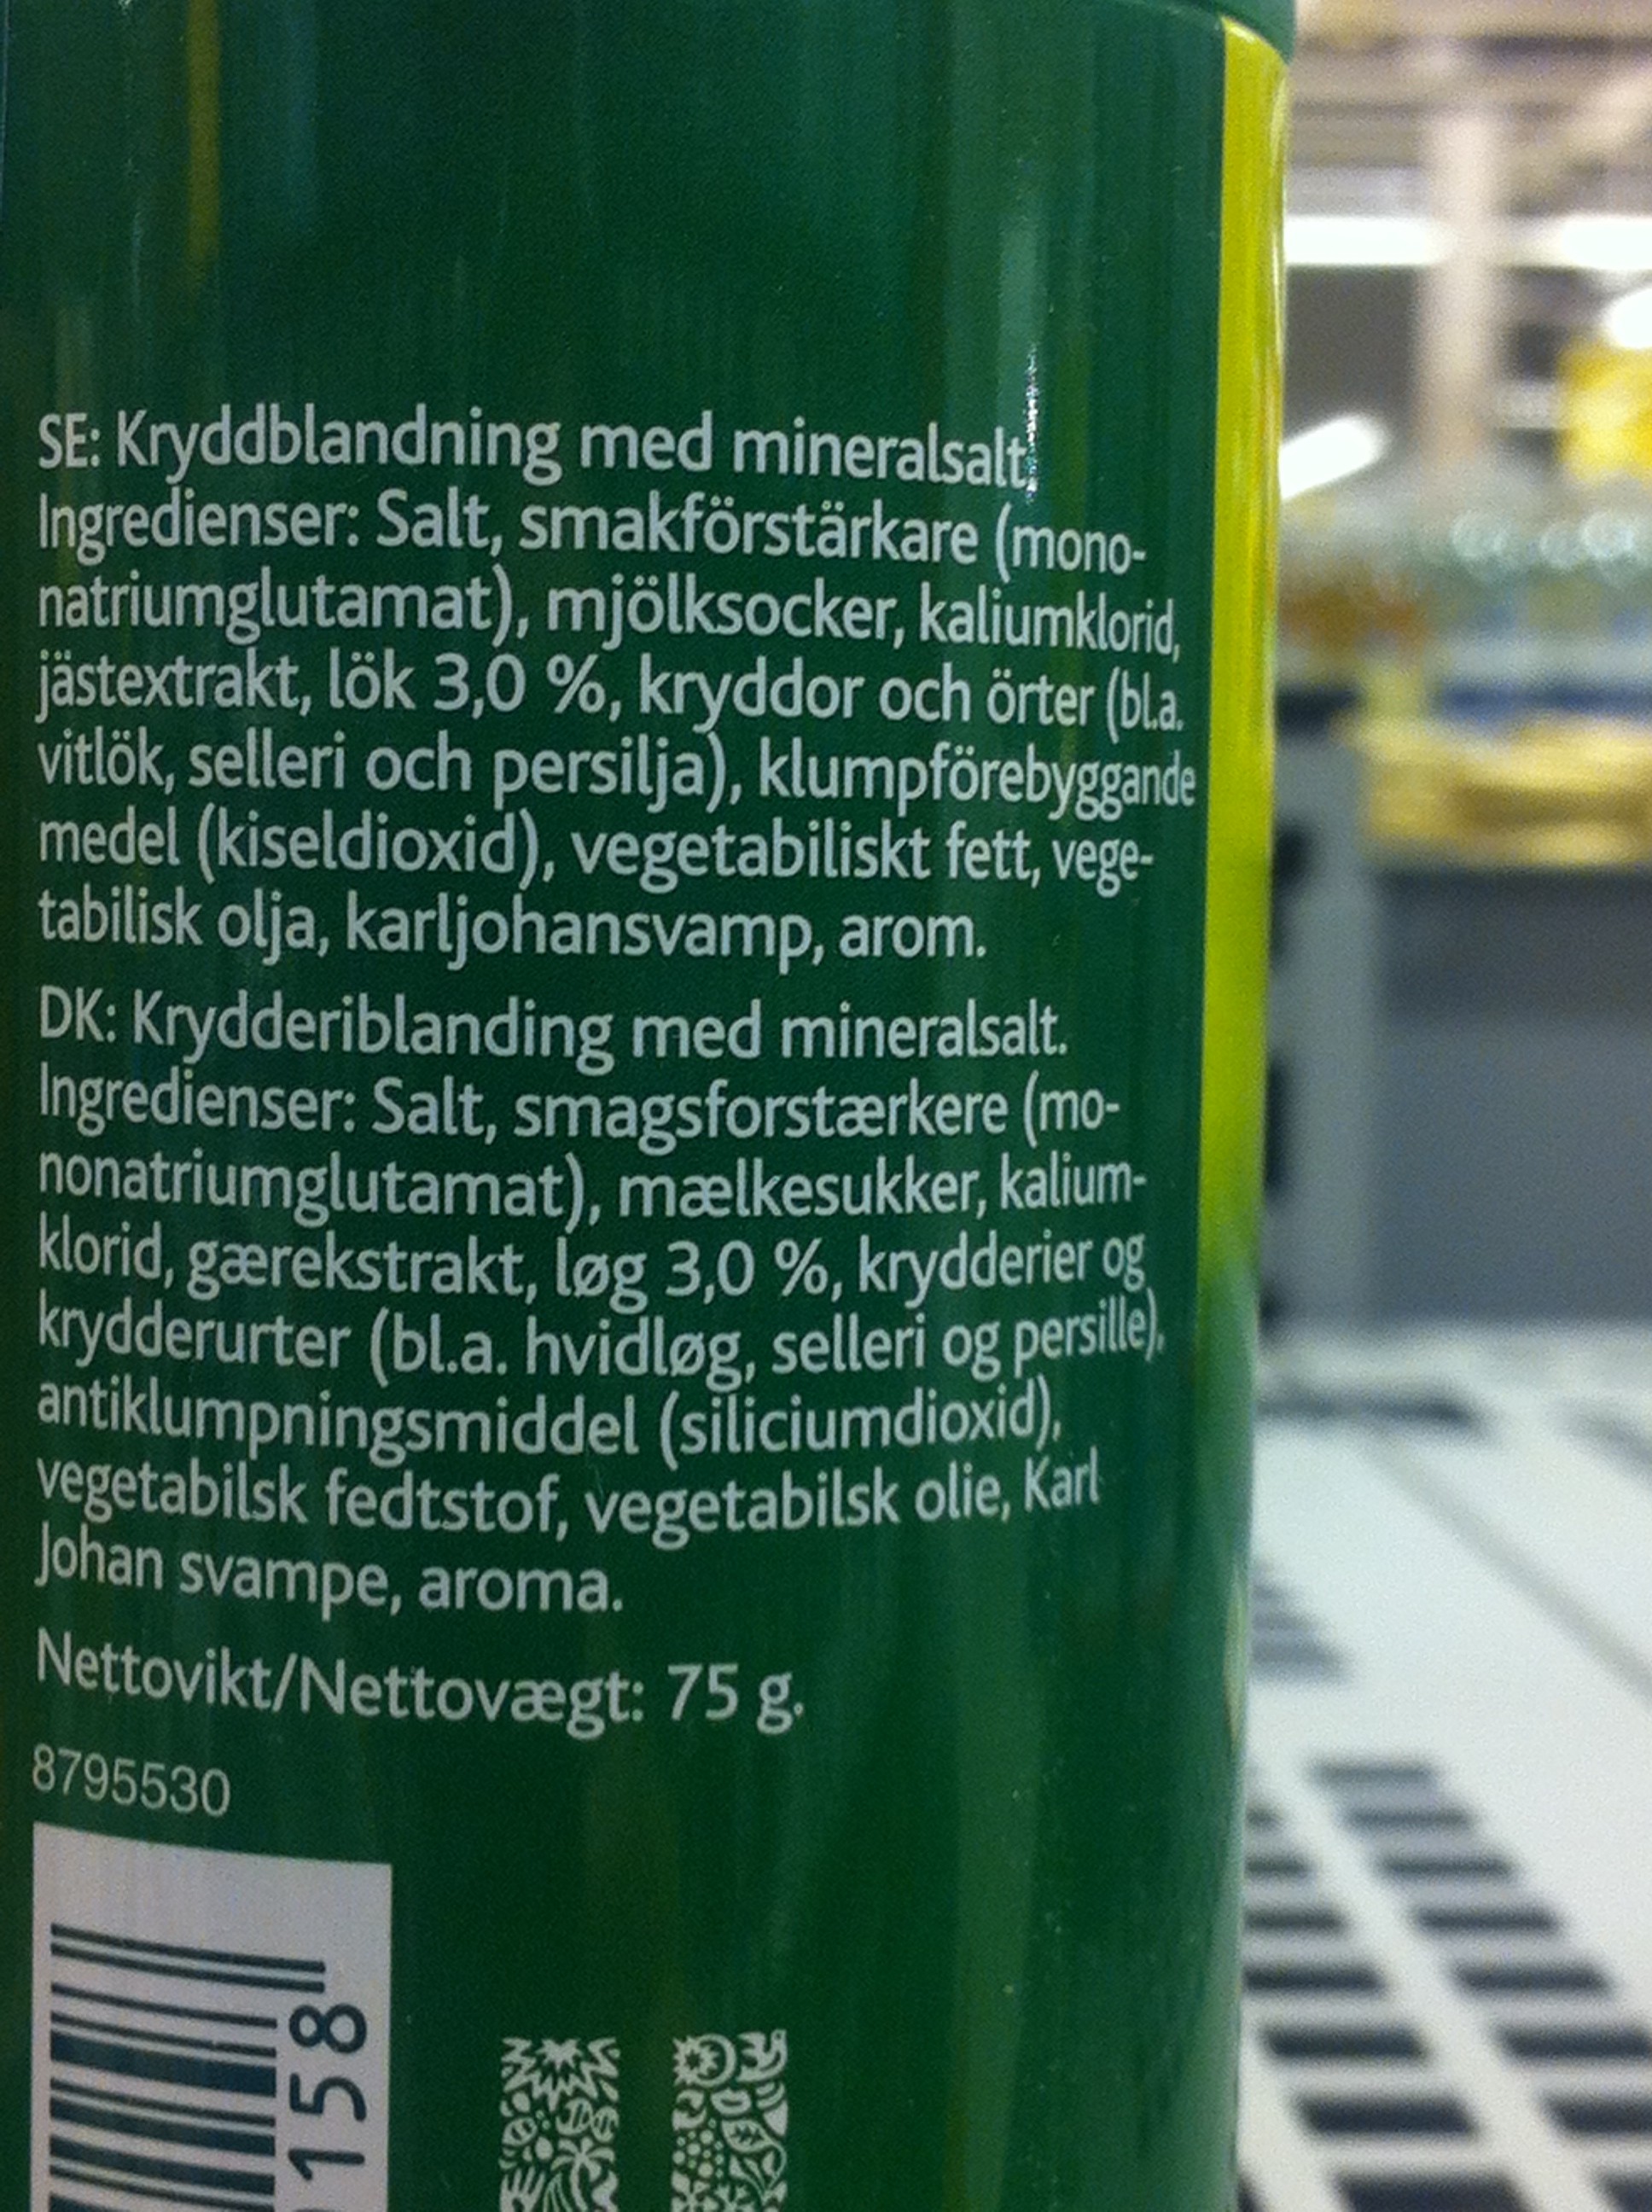 SE: Kryddblandning med mineralsalt.
Ingredienser: Salt, smakförstärkare (mono-
natriumglutamat), mjölksocker, kaliumklorid,
jästextrakt, lök 3,0 %, kryddor och örter (bl.a.
vitlök, selleri och persilja), klumpförebyggande
medel (kiseldioxid), vegetabiliskt fett, vege-
tabilisk olja, karljohansvamp, arom.
DK: Krydderiblanding med mineralsalt.
Ingredienser: Salt, smagsforstærkere (mo-
nonatriumglutamat), mælkesukker, kalium-
klorid, gærekstrakt, løg 3,0 %, krydderier og
krydderurter (bl.a. hvidløg, selleri og persille),
antiklumpningsmiddel (siliciumdioxid),
vegetabilsk fedtstof, vegetabilsk olie, Karl
Johan svampe, aroma.
Nettovikt/Nettovægt: 75 g.
8795530
158